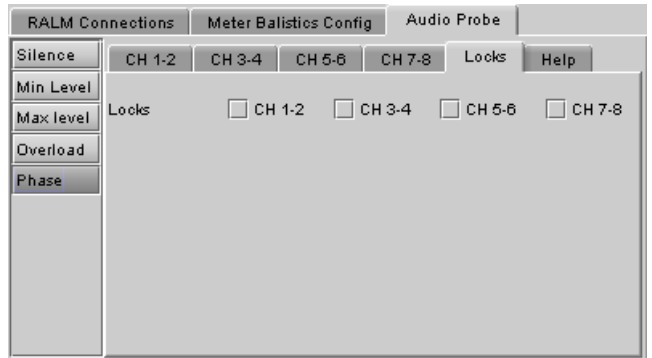 RALM Connections Meter Balistics Config Audio Probe
Silence
Min Level
Max level
Overload
Phase
CH 1-2 CH 3-4 CH 5-6 CH 7-8 Locks Help
Locks CH 1-2 CH 3-4 CH 5-6 CH 7-8